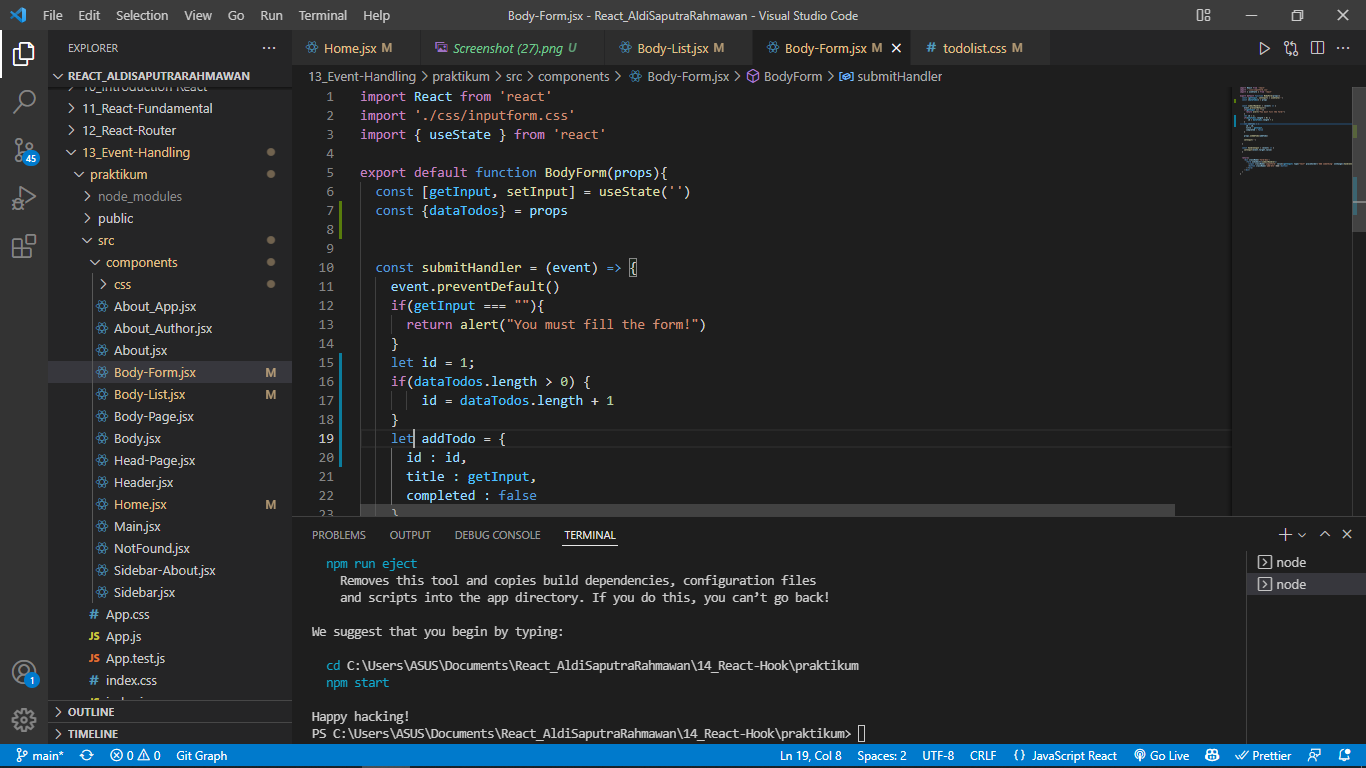 File Edit Selection View Go Run Terminal Help
Body-Form.jsx - React_AldiSaputraRahmawan - Visual Studio Code
EXPLORER
REACT_ALDISAPUTRARAHMAWAN
10_Introduction React
11_React-Fundamental
12_React-Router
13_Event-Handling
praktikum
node_modules
public
src
components
css
About_App.jsx
About_Author.jsx
About.jsx
Body-Form.jsx M
Body-List.jsx M
Body-Page.jsx
Body.jsx
Head-Page.jsx
Header.jsx
Home.jsx M
Main.jsx
NotFound.jsx
Sidebar-About.jsx
Sidebar.jsx
# App.css
JS App.js
JS App.test.js
# index.css
OUTLINE
TIMELINE
45
1
Home.jsx M
Screenshot (27).png U
Body-List.jsx M
Body-Form.jsx M
# todolist.css M
13_Event-Handling > praktikum > src > components > Body-Form.jsx > BodyForm > submitHandler
1 import React from 'react'
2 import './css/inputform.css'
3 import { useState } from 'react'
4
5 export default function BodyForm(props){
6 const [getInput, setInput] = useState('')
7 const {dataTodos} = props
8
9
10 const submitHandler = (event) => {
11 event.preventDefault()
12 if(getInput === ""){
13 return alert("You must fill the form!")
14 }
15 let id = 1;
16 if(dataTodos.length > 0) {
17 id = dataTodos.length + 1
18 }
19 let addTodo = {
20 id : id,
21 title : getInput,
22 completed : false
23 }
PROBLEMS OUTPUT DEBUG CONSOLE TERMINAL
npm run eject
Removes this tool and copies build dependencies, configuration files
and scripts into the app directory. If you do this, you can’t go back!
We suggest that you begin by typing:
cd C:\Users\ASUS\Documents\React_AldiSaputraRahmawan\14_React-Hook\praktikum
npm start
Happy hacking!
PS C:\Users\ASUS\Documents\React_AldiSaputraRahmawan\14_React-Hook\praktikum>
node
node
main* 0 0 Git Graph
Ln 19, Col 8 Spaces: 2 UTF-8 CRLF {} JavaScript React Go Live Prettier